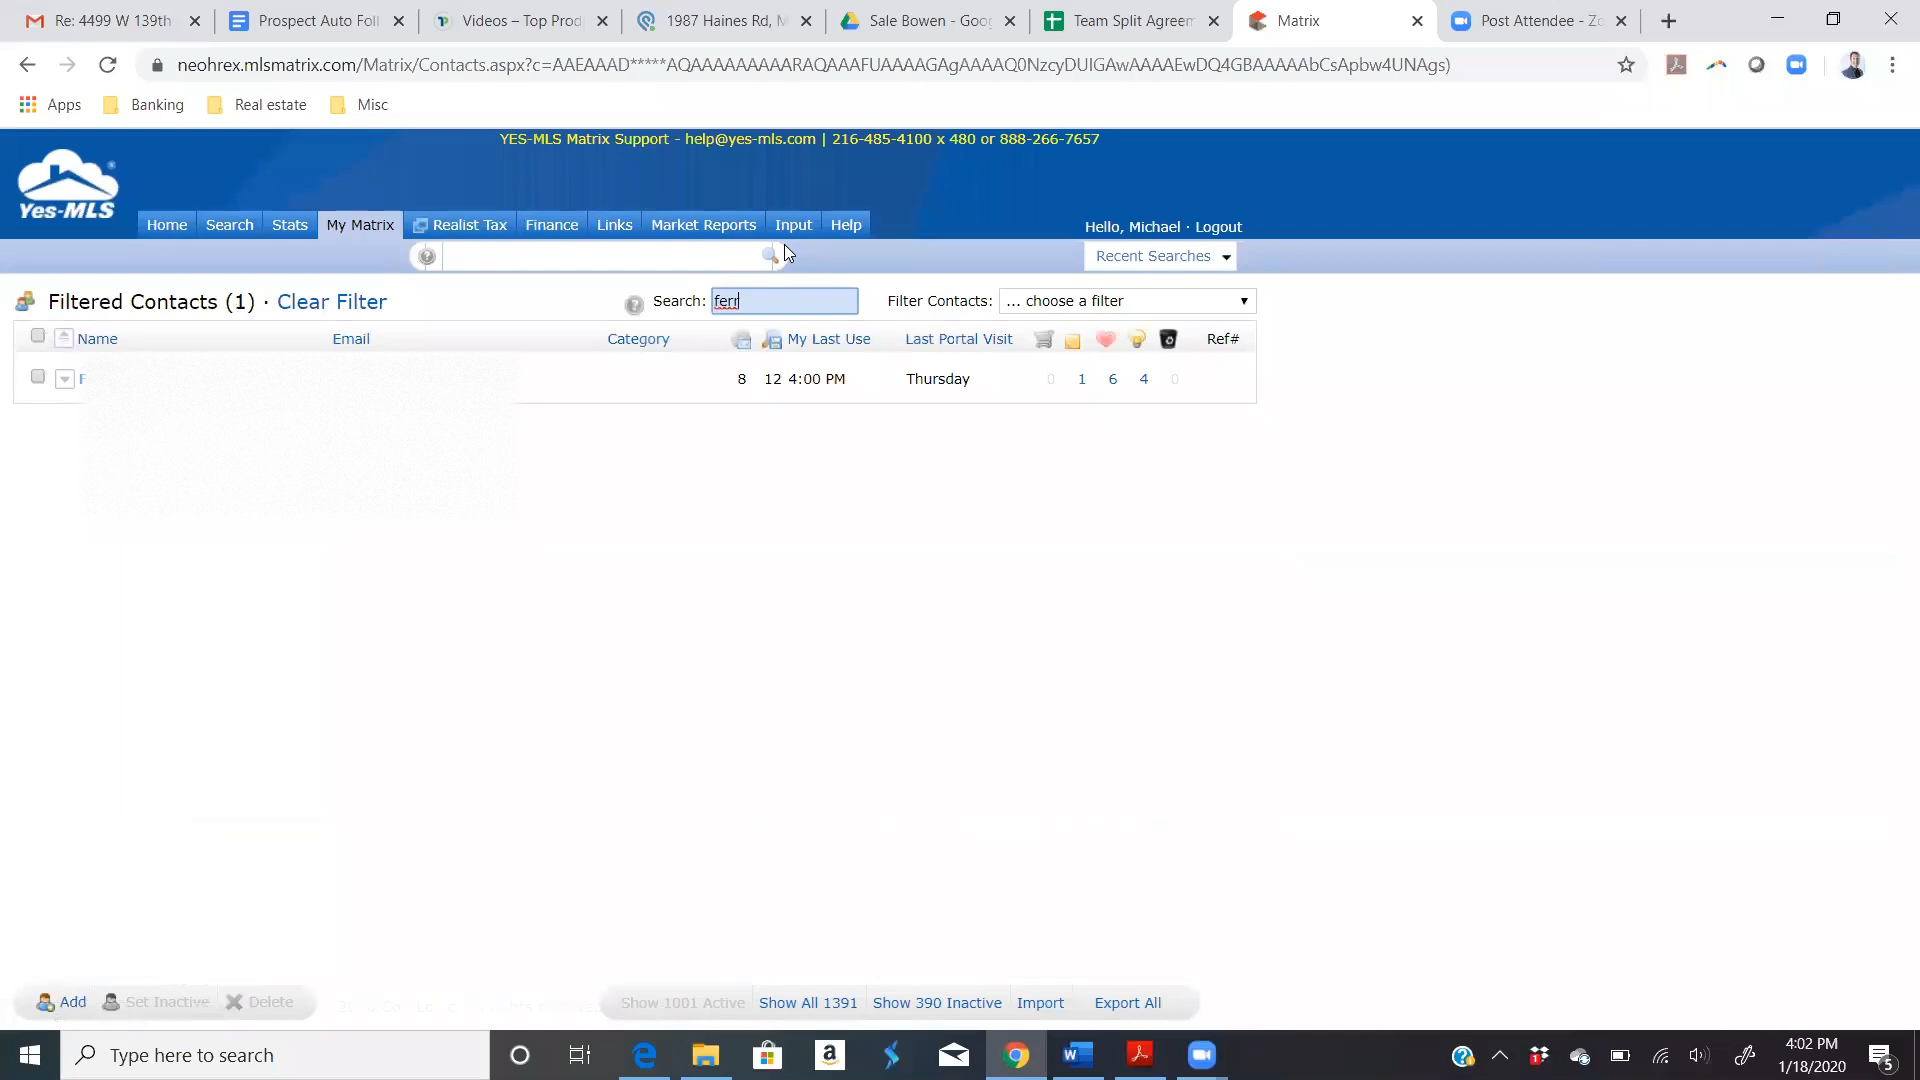 Re: 4499 W 139th
Prospect Auto Foll
Videos – Top Prod
1987 Haines Rd, M
Sale Bowen - Goog
Team Split Agreem
Matrix
Post Attendee - Zo
neohrex.mlsmatrix.com/Matrix/Contacts.aspx?c=AAEAAAD*****AQAAAAAAAAARAQAAAFUAAAAGAgAAAAQ0NzcyDUIGAwAAAAEwDQ4GBAAAAAbCsApbw4UNAgs)
Apps Banking Real estate Misc
YES-MLS Matrix Support - help@yes-mls.com | 216-485-4100 x 480 or 888-266-7657
Yes-MLS
Home Search Stats My Matrix Realist Tax Finance Links Market Reports Input Help
Hello, Michael · Logout
Recent Searches
Filtered Contacts (1) · Clear Filter
Search: ferr
Filter Contacts: ... choose a filter
Name Email Category My Last Use Last Portal Visit Ref#
F 8 12 4:00 PM Thursday 0 1 6 4 0
Add Set Inactive Delete
Show 1001 Active Show All 1391 Show 390 Inactive Import Export All
Type here to search
4:02 PM
1/18/2020
5